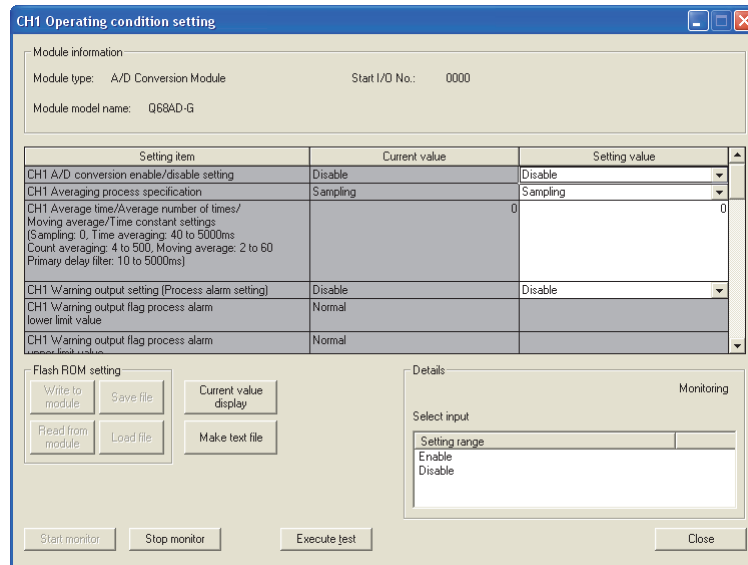 CH1 Operating condition setting
Module information
Module type: A/D Conversion Module Start I/O No.: 0000
Module model name: Q68AD-G
Setting item Current value Setting value
CH1 A/D conversion enable/disable setting Disable Disable
CH1 Averaging process specification Sampling Sampling
CH1 Average time/Average number of times/ 0 0
Moving average/Time constant settings
(Sampling: 0, Time averaging: 40 to 5000ms
Count averaging: 4 to 500, Moving average: 2 to 60
Primary delay filter: 10 to 5000ms)
CH1 Warning output setting (Process alarm setting) Disable Disable
CH1 Warning output flag process alarm Normal
lower limit value
CH1 Warning output flag process alarm Normal
upper limit value
Flash ROM setting
Write to
module
Save file
Current value
display
Read from
module
Load file
Make text file
Details
Monitoring
Select input
Setting range
Enable
Disable
Start monitor Stop monitor Execute test Close